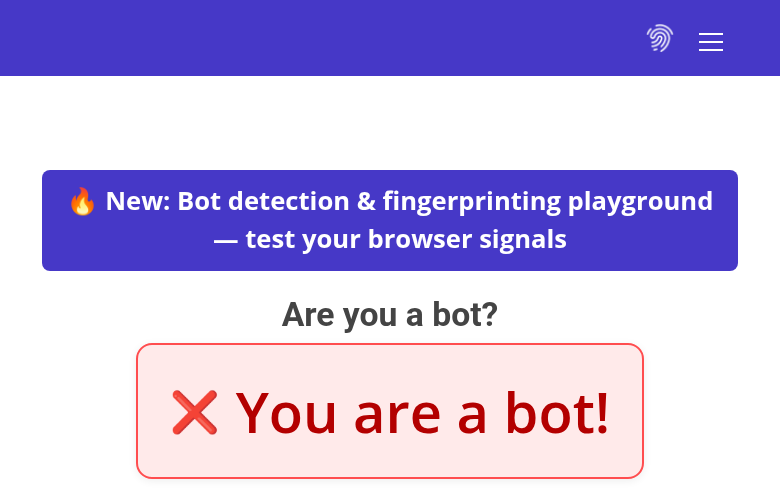 🔥 New: Bot detection & fingerprinting playground
— test your browser signals
Are you a bot?
❌ You are a bot!